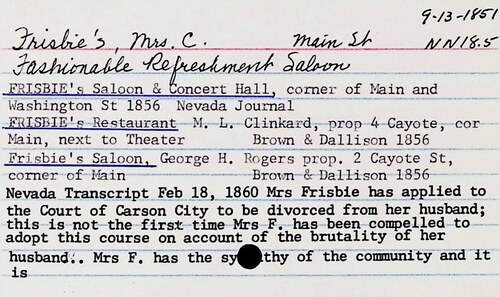 9-13-1851
Frisbie's, Mrs. C. Main St NN18.5
Fashionable Refreshment Saloon
FRISBIE's Saloon & Concert Hall, corner of Main and
Washington St 1856 Nevada Journal
FRISBIE's Restaurant M. L. Clinkard, prop 4 Cayote, cor
Main, next to Theater Brown & Dallison 1856
Frisbie's Saloon, George H. Rogers prop. 2 Cayote St,
corner of Main Brown & Dallison 1856
Nevada Transcript Feb 18, 1860 Mrs Frisbie has applied to
the Court of Carson City to be divorced from her husband;
this is not the first time Mrs F. has been compelled to
adopt this course on account of the brutality of her
husband.. Mrs F. has the sy thy of the community and it
is